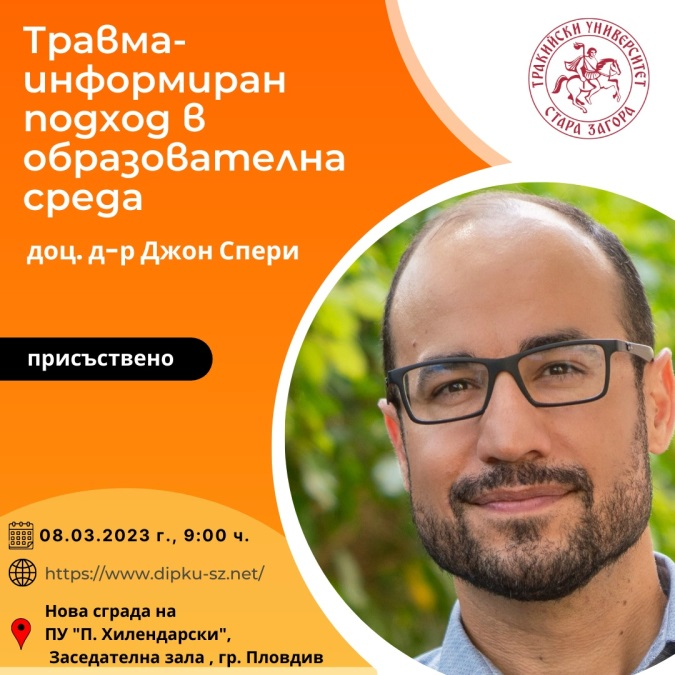 Травма-
информиран
подход в
образователна
среда
доц. д-р Джон Спери
присъствено
08.03.2023 г., 9:00 ч.
https://www.dipku-sz.net/
Нова сграда на
ПУ "П. Хилендарски",
Заседателна зала , гр. Пловдив
ТРАКИЙСКИ УНИВЕРСИТЕТ
СТАРА ЗАГОРА